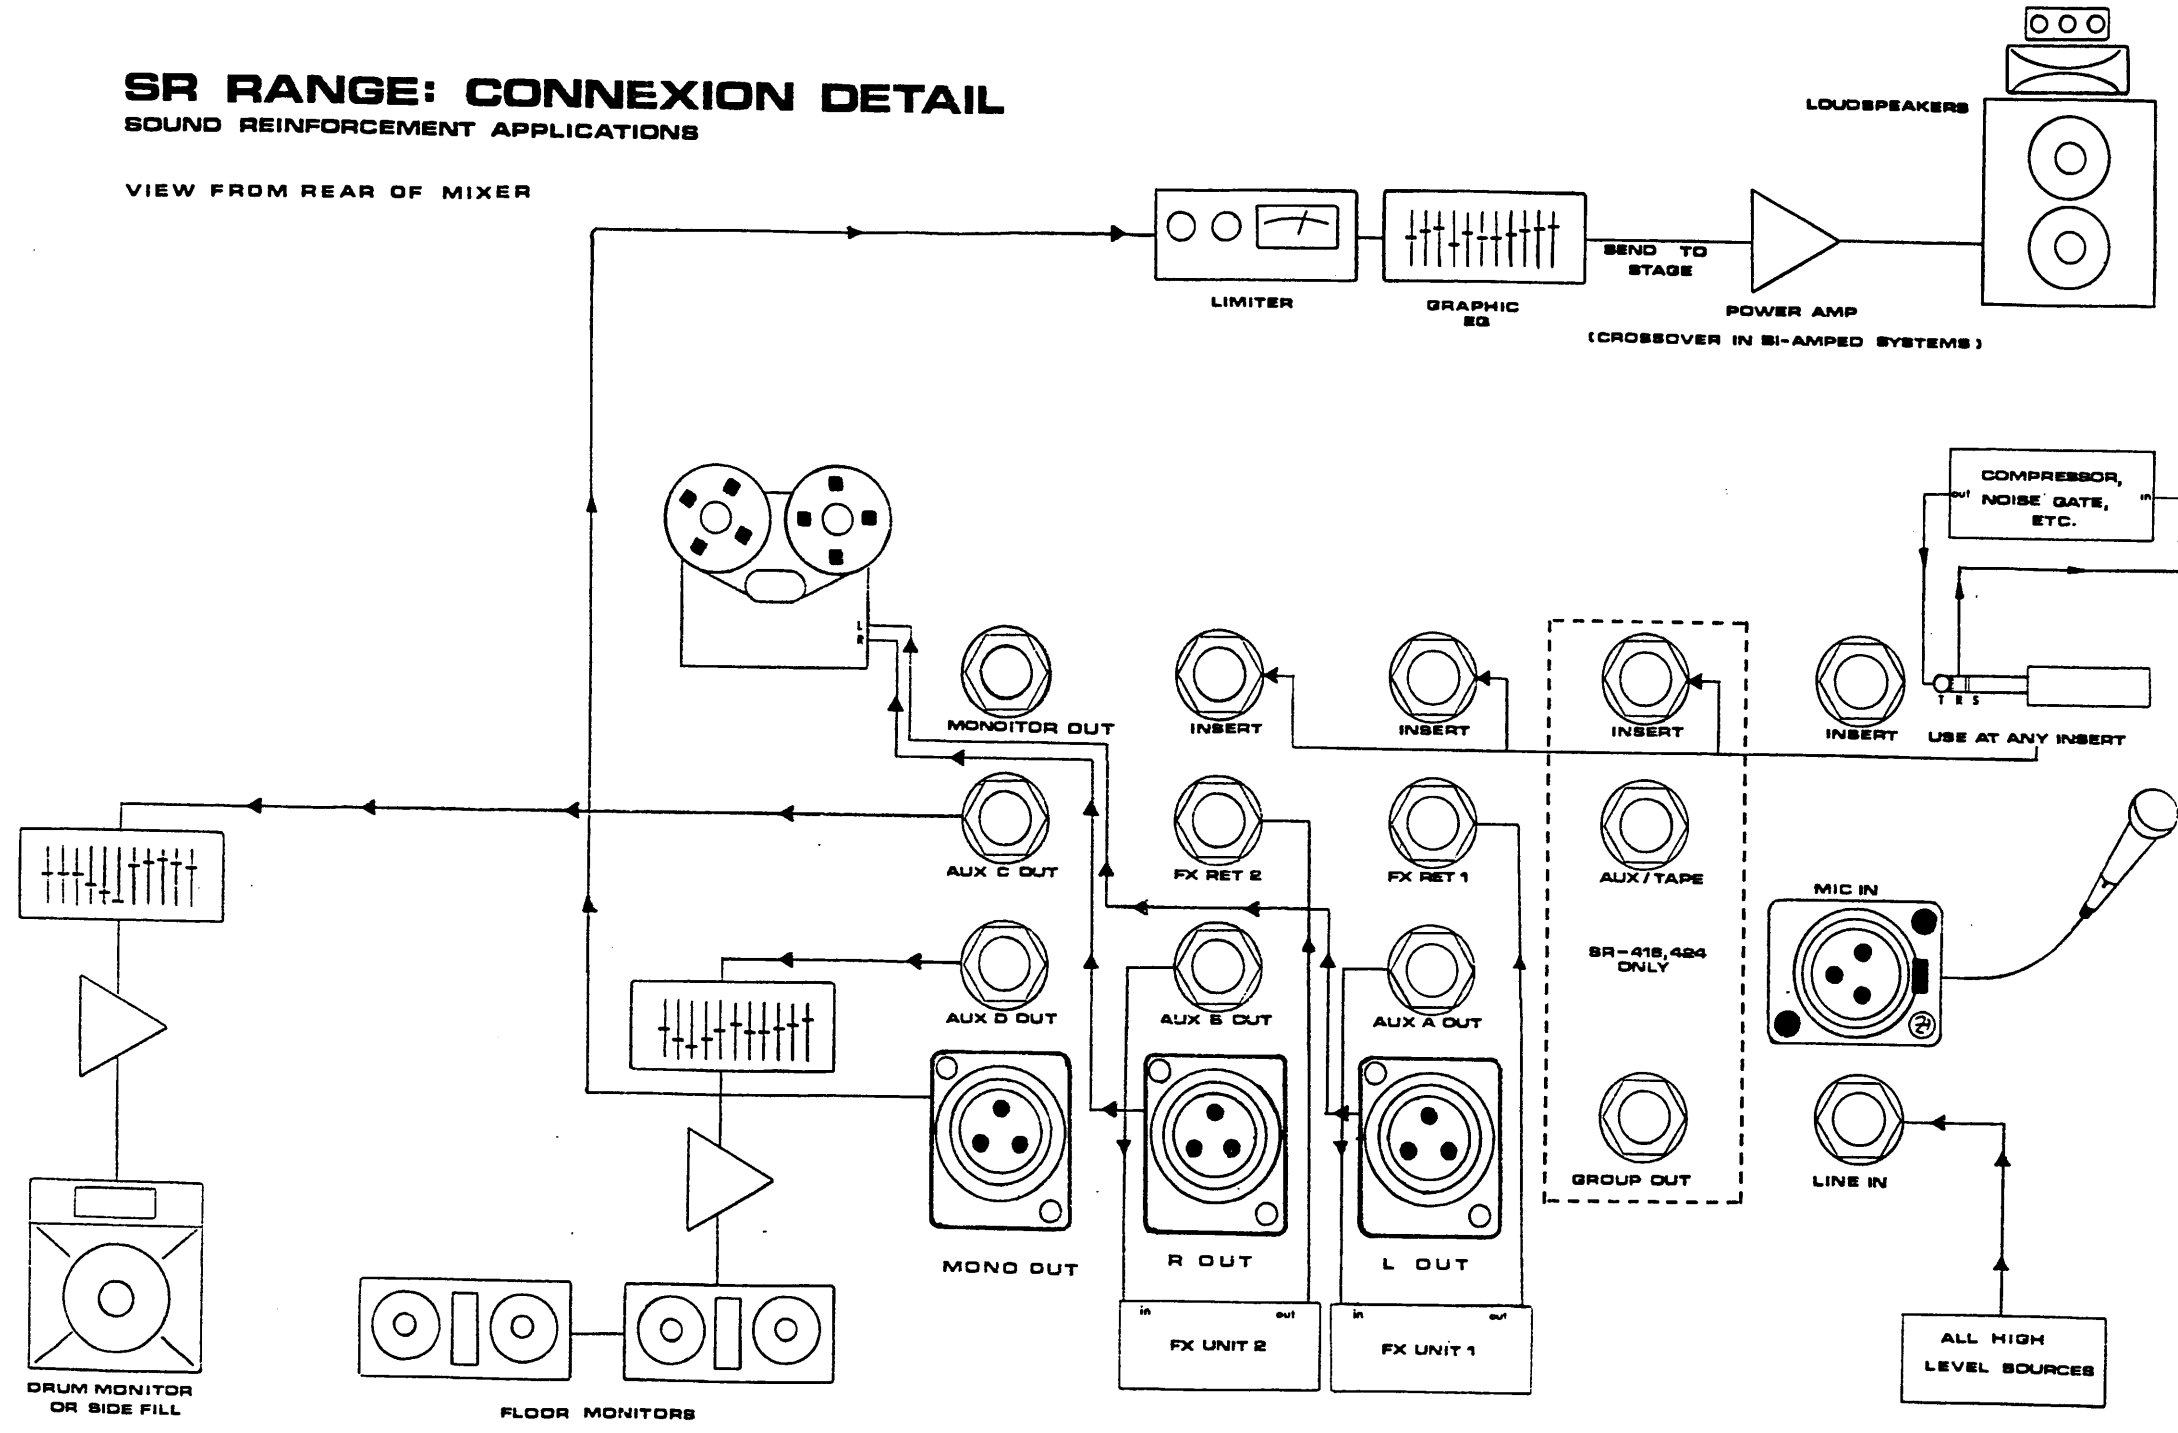 SR RANGE: CONNEXION DETAIL
SOUND REINFORCEMENT APPLICATIONS
VIEW FROM REAR OF MIXER
LOUDSPEAKERS
SEND TO
STAGE
LIMITER
GRAPHIC
EQ
POWER AMP
(CROSSOVER IN BI-AMPED SYSTEMS)
COMPRESSOR,
NOISE GATE,
ETC.
out
in
L
R
T R S
MONOITOR OUT
INSERT
INSERT
INSERT
INSERT
USE AT ANY INSERT
AUX C OUT
FX RET 2
FX RET 1
AUX/TAPE
MIC IN
SR-416,424
ONLY
AUX D OUT
AUX B OUT
AUX A OUT
GROUP OUT
LINE IN
MONO OUT
R OUT
L OUT
in
out
FX UNIT 2
in
out
FX UNIT 1
ALL HIGH
LEVEL SOURCES
DRUM MONITOR
OR SIDE FILL
FLOOR MONITORS